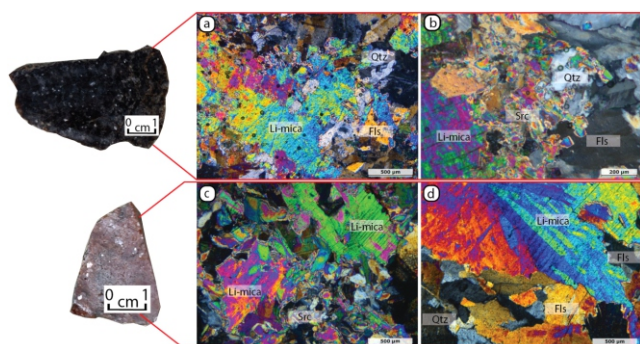 a
Qtz
Li-mica
Fls
500 µm
b
Qtz
Src
Li-mica
Fls
200 µm
0 1
cm
c
Li-mica
Li-mica
Src
500 µm
d
Li-mica
Fls
Fls
Qtz
500 µm
0 1
cm